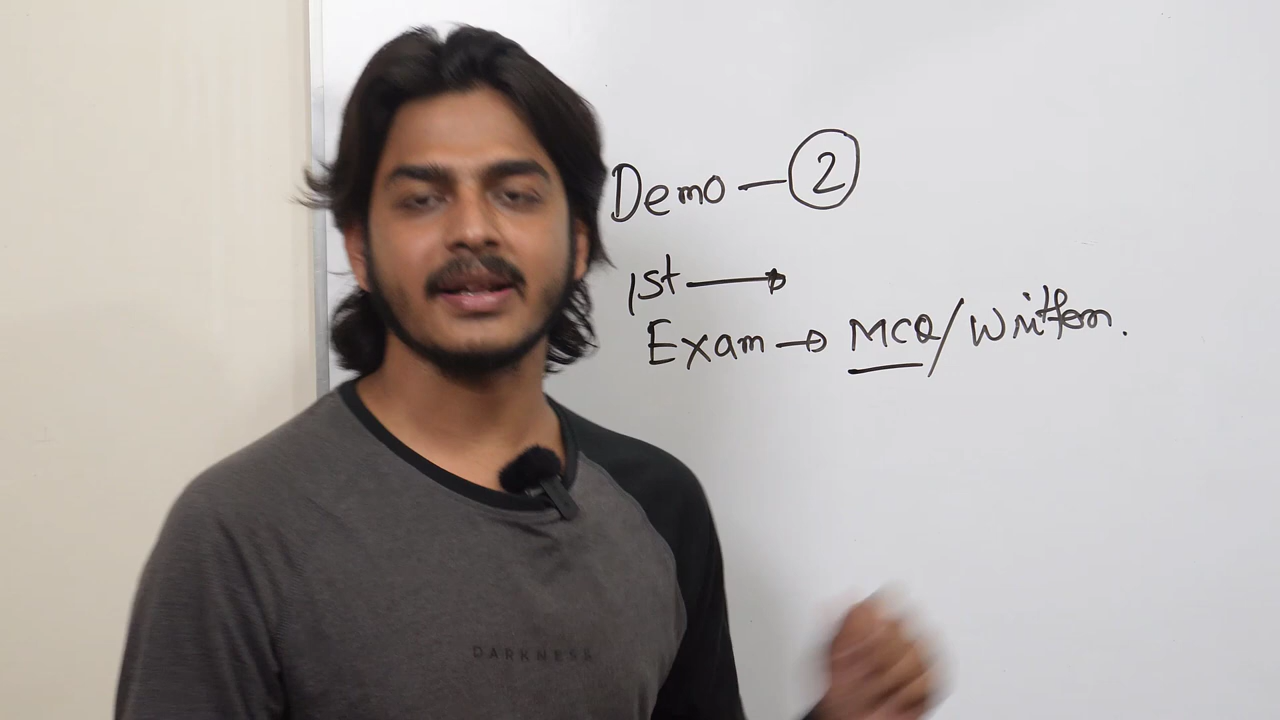 Demo — 2
1st →
Exam → MCQ/Written.
DARKNESS